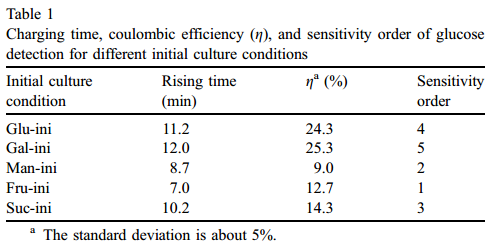 Table 1
Charging time, coulombic efficiency (η), and sensitivity order of glucose
detection for different initial culture conditions
Initial culture Rising time ηᵃ (%) Sensitivity
condition (min) order
Glu-ini 11.2 24.3 4
Gal-ini 12.0 25.3 5
Man-ini 8.7 9.0 2
Fru-ini 7.0 12.7 1
Suc-ini 10.2 14.3 3
ᵃ The standard deviation is about 5%.